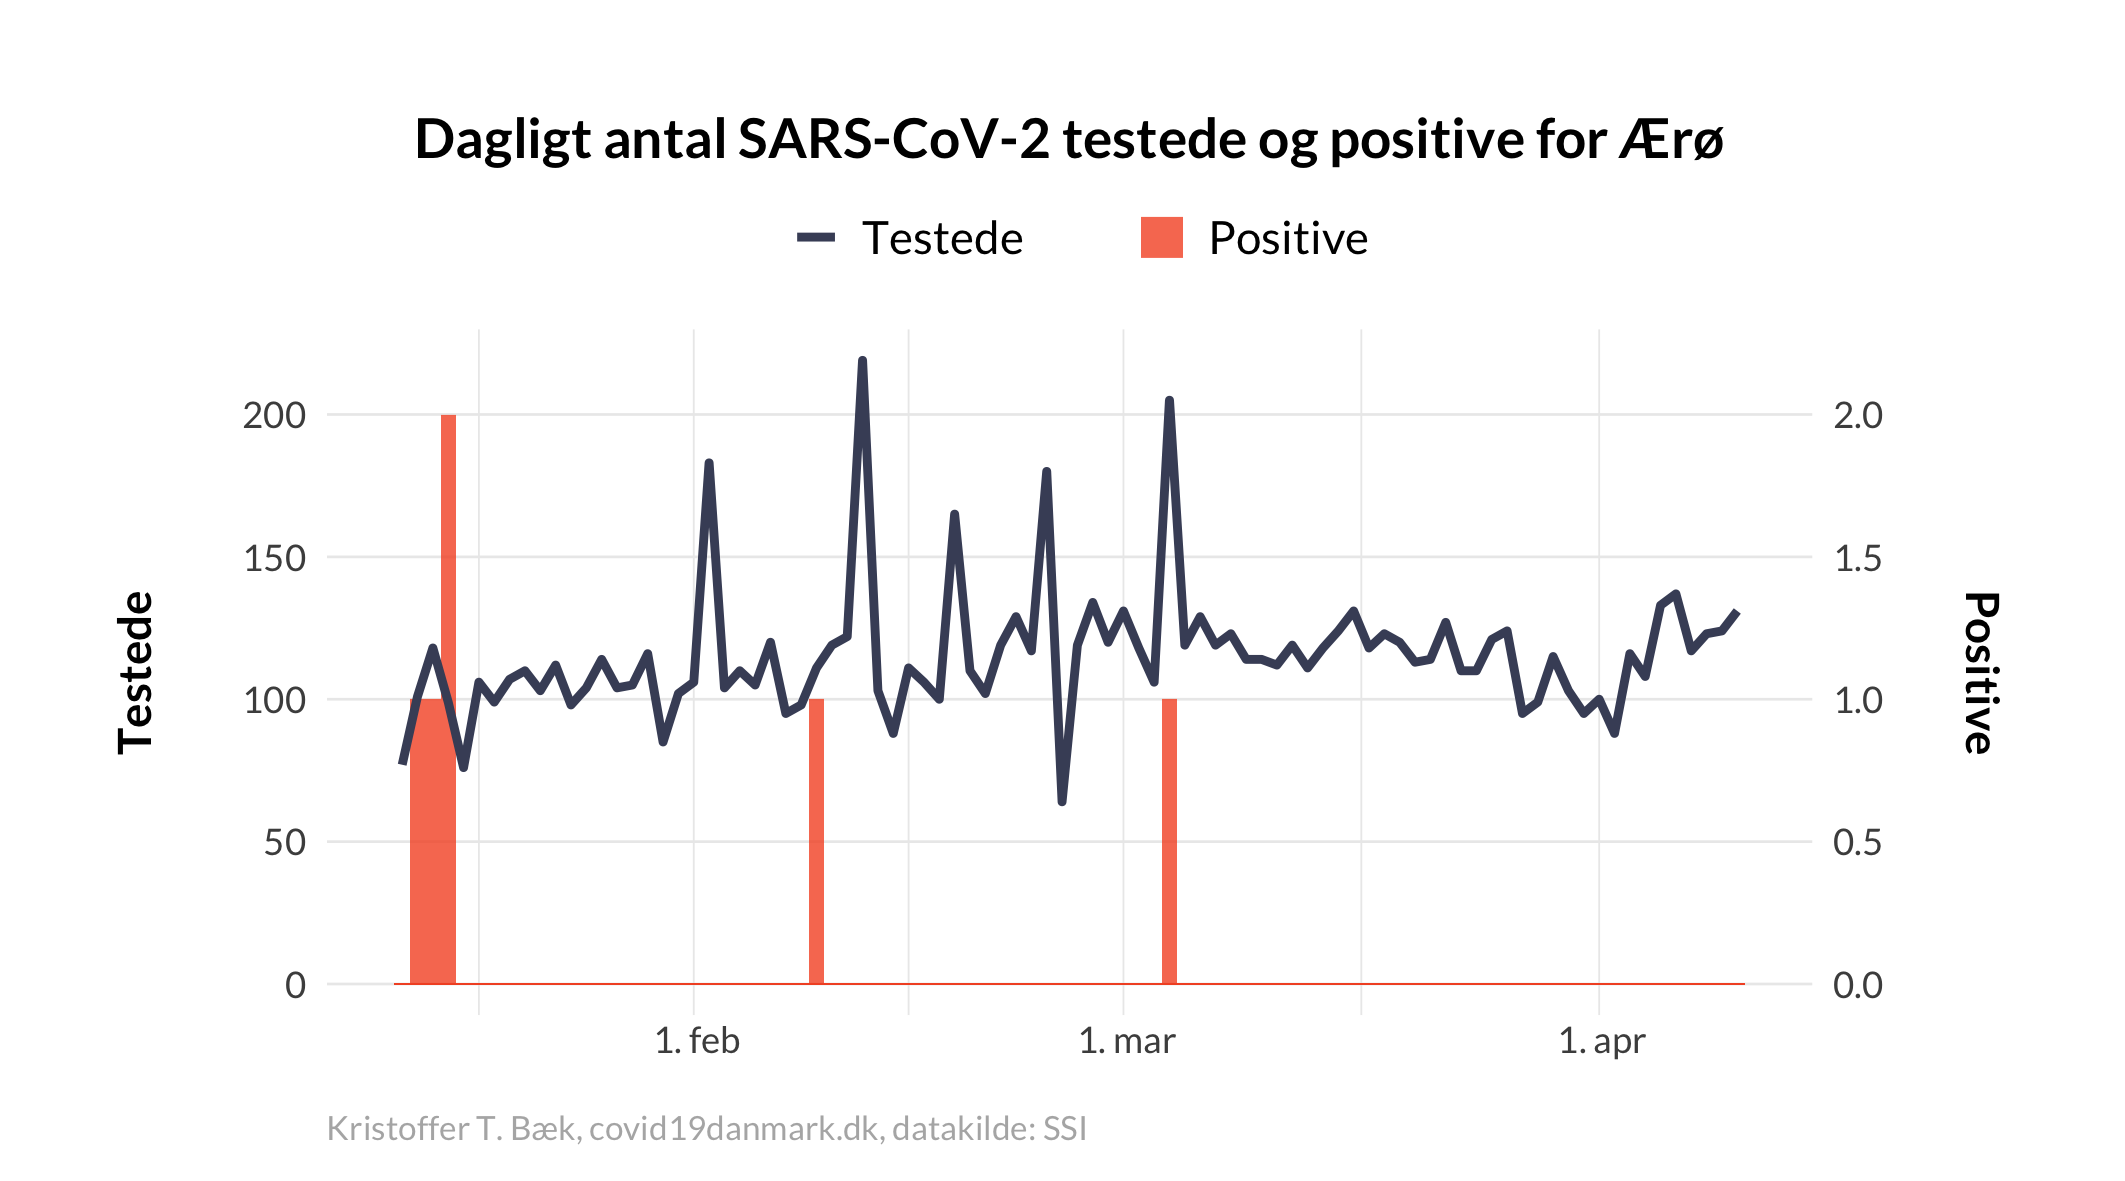 Dagligt antal SARS-CoV-2 testede og positive for Ærø
Testede
Positive
200
150
100
50
0
2.0
1.5
1.0
0.5
0.0
Testede
Positive
1. feb
1. mar
1. apr
Kristoffer T. Bæk, covid19danmark.dk, datakilde: SSI